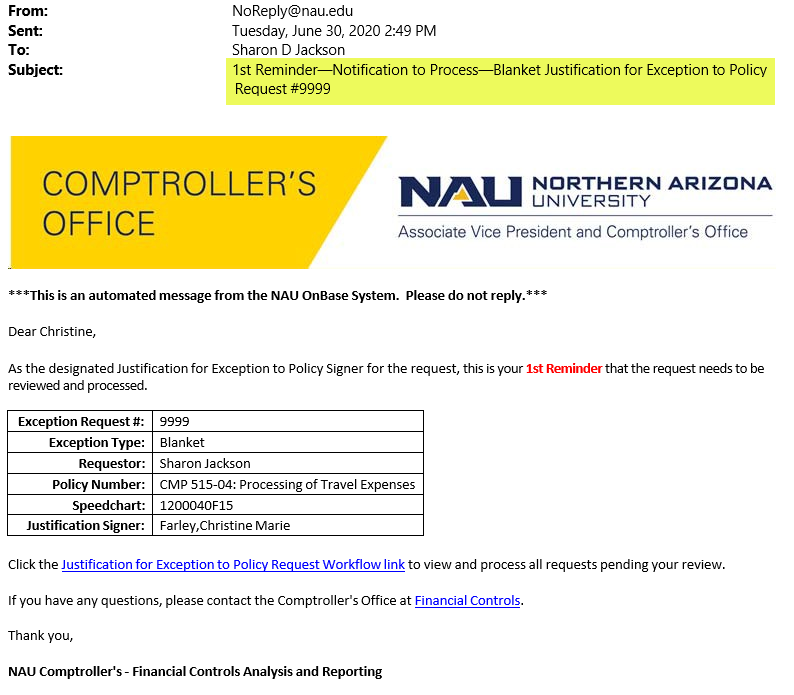 From: NoReply@nau.edu
Sent: Tuesday, June 30, 2020 2:49 PM
To: Sharon D Jackson
Subject: 1st Reminder—Notification to Process—Blanket Justification for Exception to Policy
Request #9999
COMPTROLLER'S
OFFICE
NAU NORTHERN ARIZONA
UNIVERSITY
Associate Vice President and Comptroller's Office
***This is an automated message from the NAU OnBase System.  Please do not reply.***
Dear Christine,
As the designated Justification for Exception to Policy Signer for the request, this is your 1st Reminder that the request needs to be
reviewed and processed.
Exception Request #: 9999
Exception Type: Blanket
Requestor: Sharon Jackson
Policy Number: CMP 515-04: Processing of Travel Expenses
Speedchart: 1200040F15
Justification Signer: Farley,Christine Marie
Click the Justification for Exception to Policy Request Workflow link to view and process all requests pending your review.
If you have any questions, please contact the Comptroller's Office at Financial Controls.
Thank you,
NAU Comptroller's - Financial Controls Analysis and Reporting